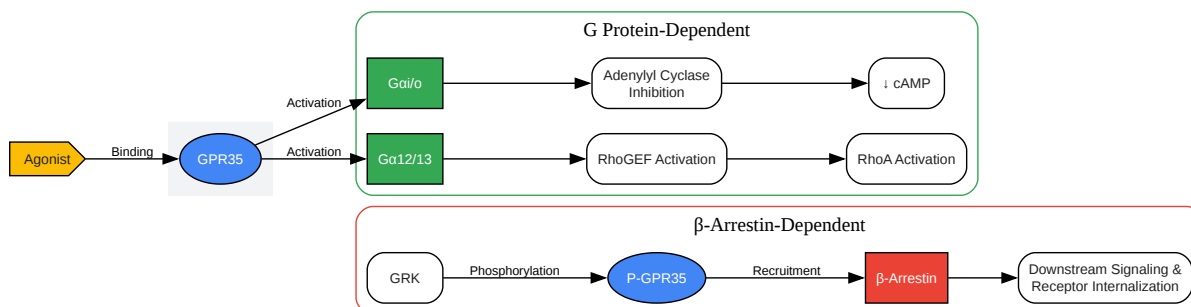 G Protein-Dependent
Gαi/o
Adenylyl Cyclase
Inhibition
↓ cAMP
Activation
Agonist
Binding
GPR35
Activation
Gα12/13
RhoGEF Activation
RhoA Activation
β-Arrestin-Dependent
GRK
Phosphorylation
P-GPR35
Recruitment
β-Arrestin
Downstream Signaling &
Receptor Internalization